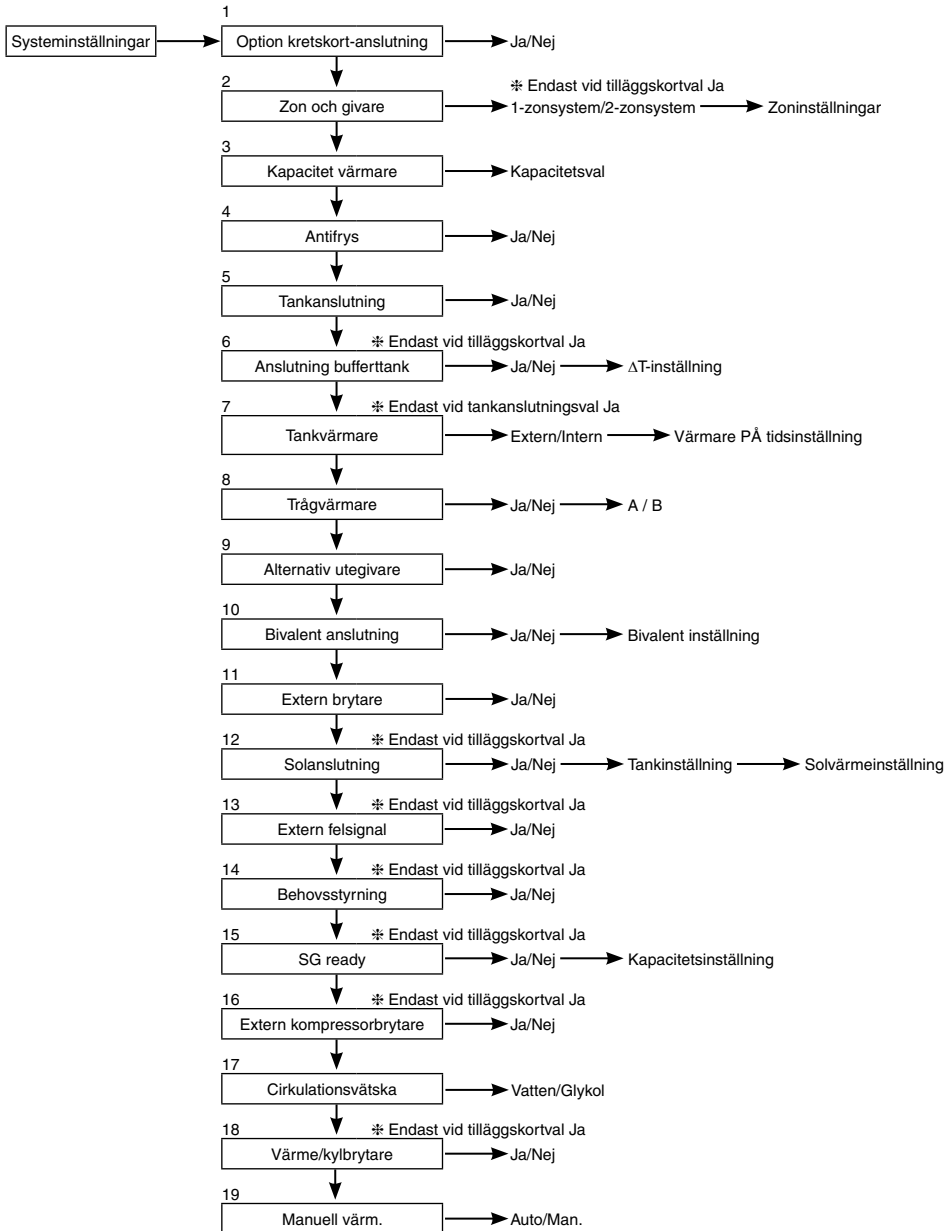 1
Systeminställningar
Option kretskort-anslutning
Ja/Nej
2
❉ Endast vid tilläggskortval Ja
Zon och givare
1-zonsystem/2-zonsystem
Zoninställningar
3
Kapacitet värmare
Kapacitetsval
4
Antifrys
Ja/Nej
5
Tankanslutning
Ja/Nej
6
❉ Endast vid tilläggskortval Ja
Anslutning bufferttank
Ja/Nej
ΔT-inställning
7
❉ Endast vid tankanslutningsval Ja
Tankvärmare
Extern/Intern
Värmare PÅ tidsinställning
8
Trågvärmare
Ja/Nej
A / B
9
Alternativ utegivare
Ja/Nej
10
Bivalent anslutning
Ja/Nej
Bivalent inställning
11
Extern brytare
Ja/Nej
12
❉ Endast vid tilläggskortval Ja
Solanslutning
Ja/Nej
Tankinställning
Solvärmeinställning
13
❉ Endast vid tilläggskortval Ja
Extern felsignal
Ja/Nej
14
❉ Endast vid tilläggskortval Ja
Behovsstyrning
Ja/Nej
15
❉ Endast vid tilläggskortval Ja
SG ready
Ja/Nej
Kapacitetsinställning
16
❉ Endast vid tilläggskortval Ja
Extern kompressorbrytare
Ja/Nej
17
Cirkulationsvätska
Vatten/Glykol
18
❉ Endast vid tilläggskortval Ja
Värme/kylbrytare
Ja/Nej
19
Manuell värm.
Auto/Man.